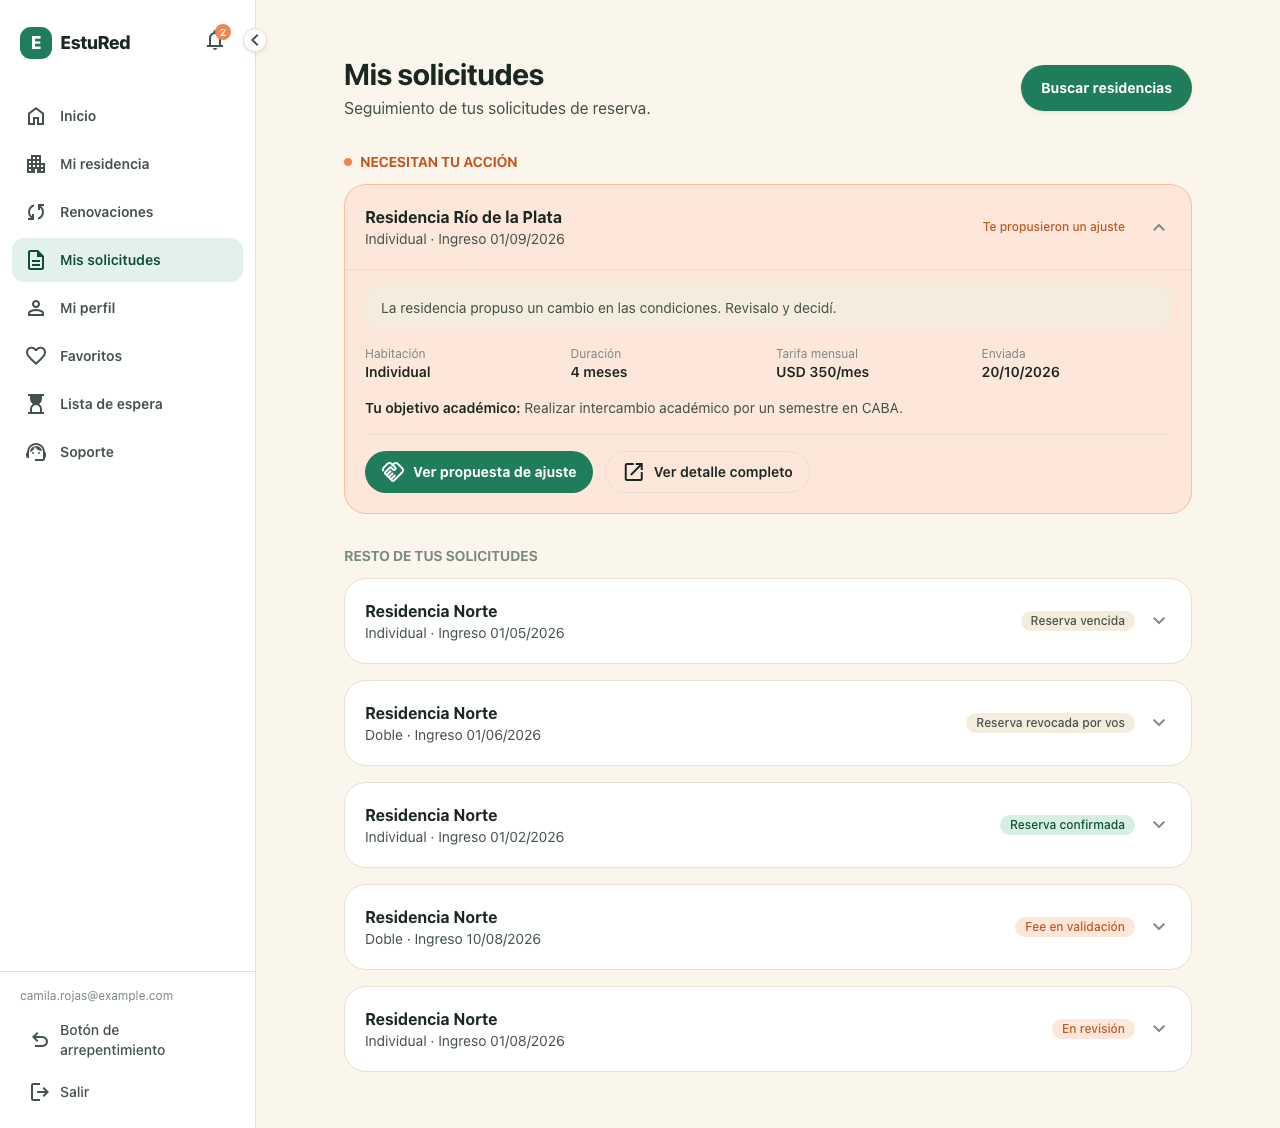 E EstuRed
2
Inicio
Mi residencia
Renovaciones
Mis solicitudes
Mi perfil
Favoritos
Lista de espera
Soporte
camila.rojas@example.com
Botón de
arrepentimiento
Salir
Mis solicitudes
Seguimiento de tus solicitudes de reserva.
Buscar residencias
NECESITAN TU ACCIÓN
Residencia Río de la Plata
Individual · Ingreso 01/09/2026
Te propusieron un ajuste
La residencia propuso un cambio en las condiciones. Revisalo y decidí.
Habitación
Individual
Duración
4 meses
Tarifa mensual
USD 350/mes
Enviada
20/10/2026
Tu objetivo académico: Realizar intercambio académico por un semestre en CABA.
Ver propuesta de ajuste
Ver detalle completo
RESTO DE TUS SOLICITUDES
Residencia Norte
Individual · Ingreso 01/05/2026
Reserva vencida
Residencia Norte
Doble · Ingreso 01/06/2026
Reserva revocada por vos
Residencia Norte
Individual · Ingreso 01/02/2026
Reserva confirmada
Residencia Norte
Doble · Ingreso 10/08/2026
Fee en validación
Residencia Norte
Individual · Ingreso 01/08/2026
En revisión